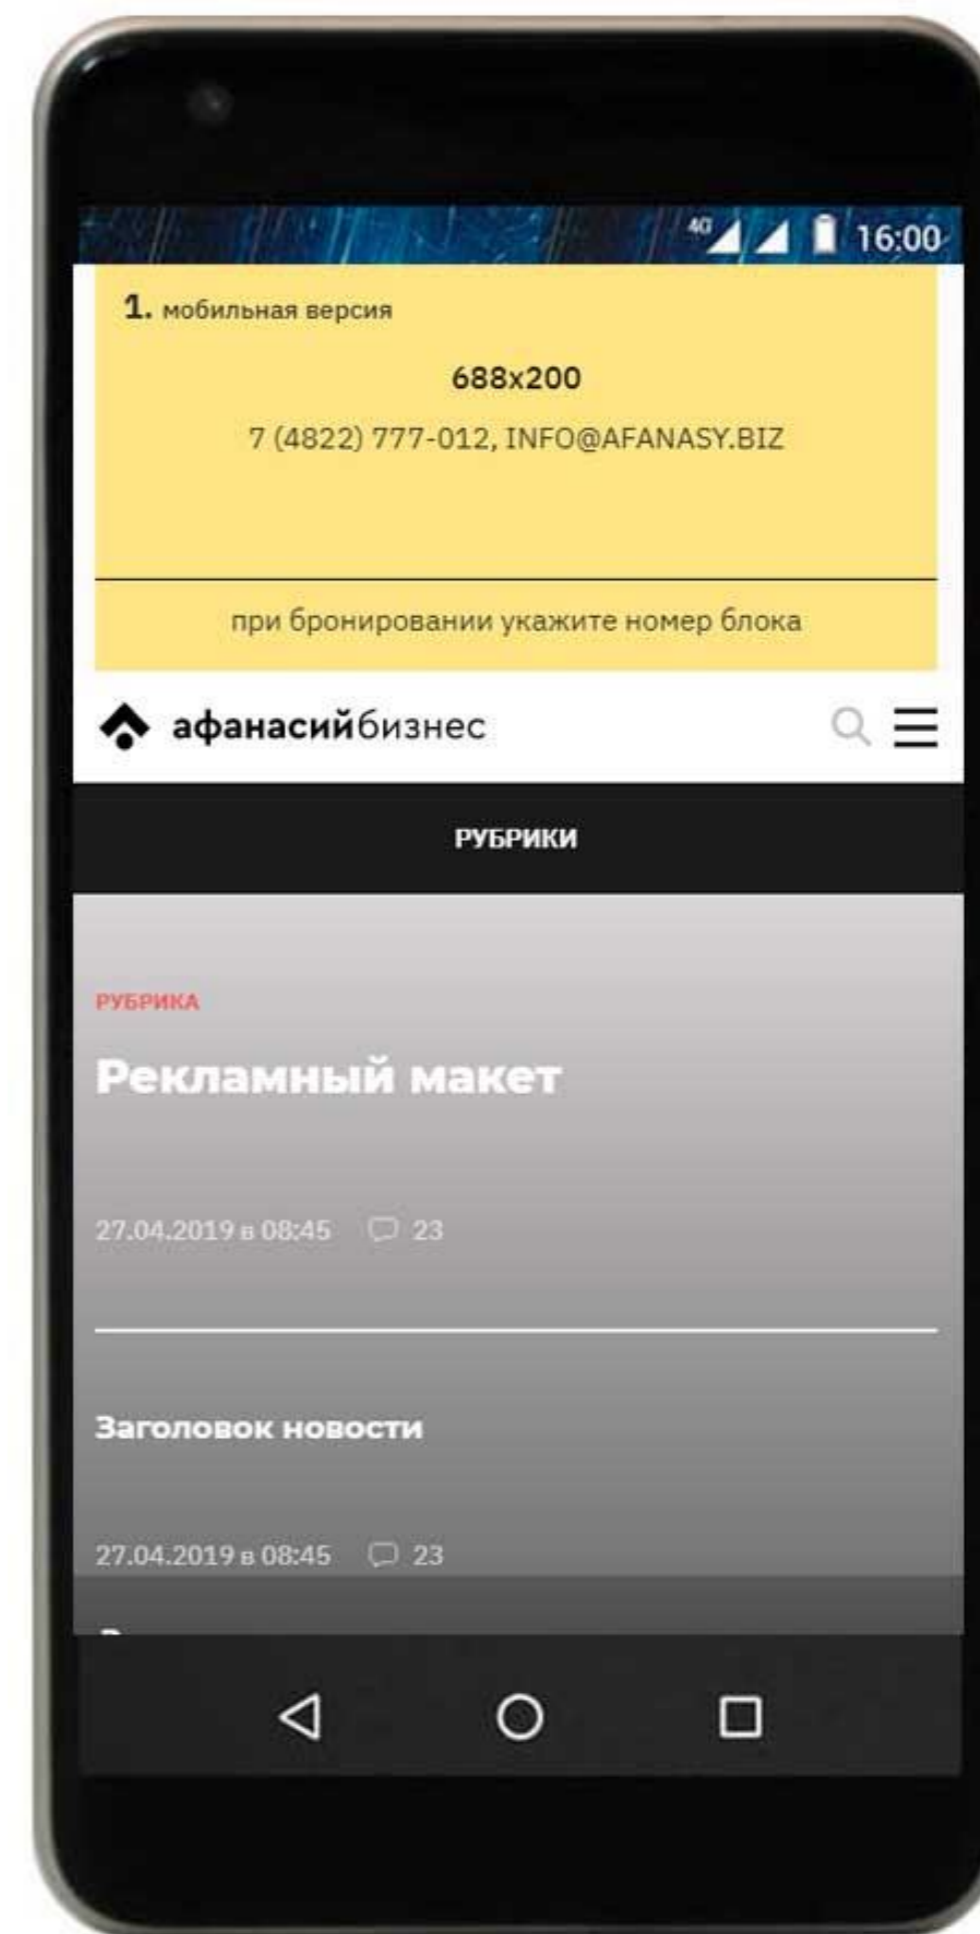 4G 16:00
1. мобильная версия
688x200
7 (4822) 777-012, INFO@AFANASY.BIZ
при бронировании укажите номер блока
афанасийбизнес
РУБРИКИ
РУБРИКА
Рекламный макет
27.04.2019 в 08:45 23
Заголовок новости
27.04.2019 в 08:45 23